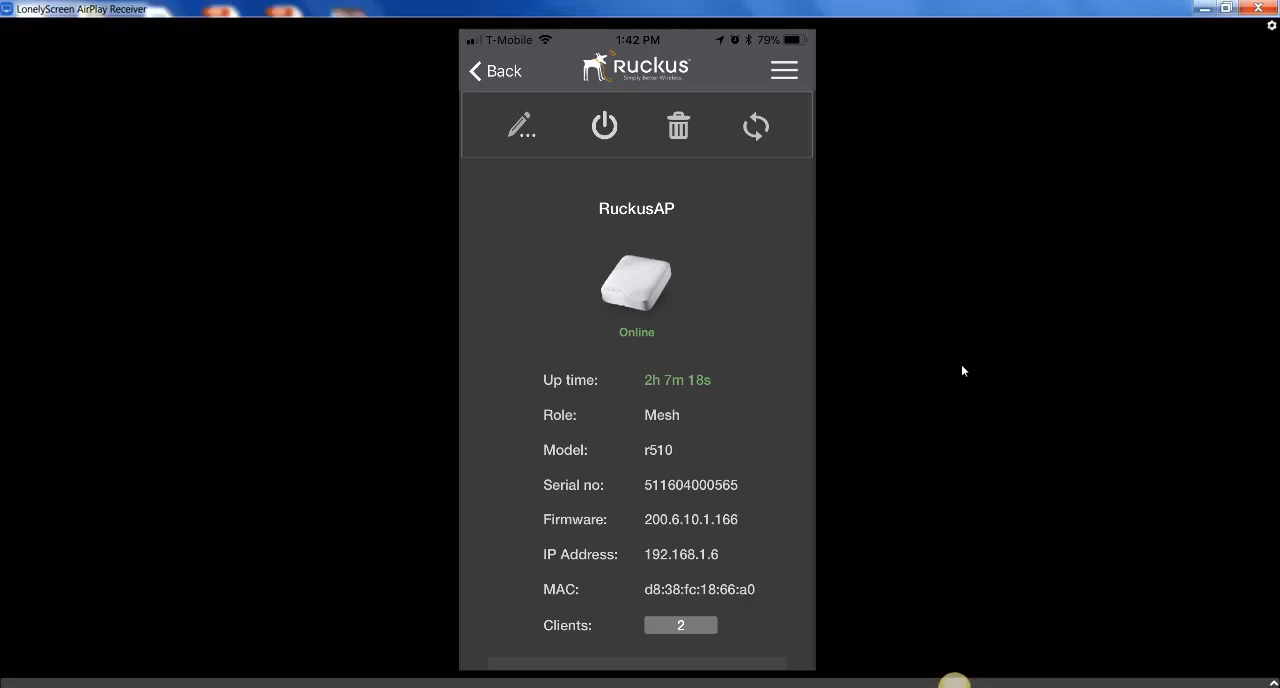 LonelyScreen AirPlay Receiver
T-Mobile 1:42 PM 79%
Back Ruckus
Simply Better Wireless.
RuckusAP
Online
Up time: 2h 7m 18s
Role: Mesh
Model: r510
Serial no: 511604000565
Firmware: 200.6.10.1.166
IP Address: 192.168.1.6
MAC: d8:38:fc:18:66:a0
Clients: 2